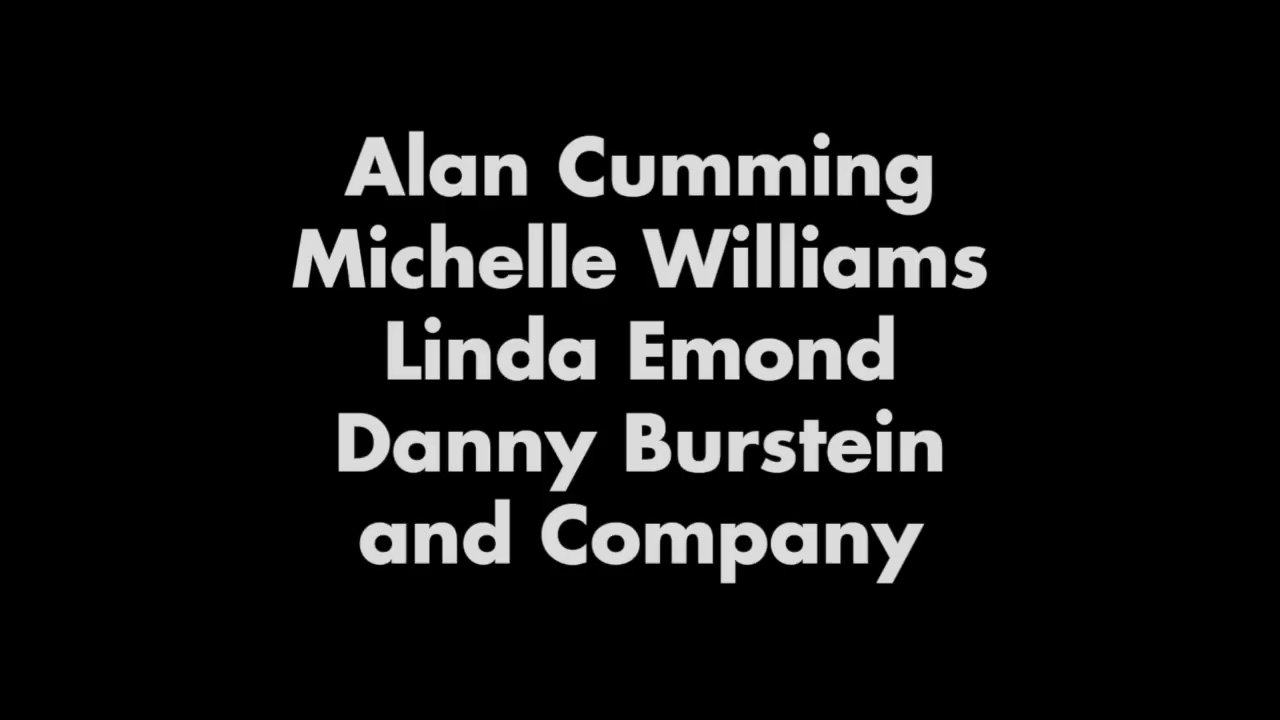 Alan Cumming
Michelle Williams
Linda Emond
Danny Burstein
and Company